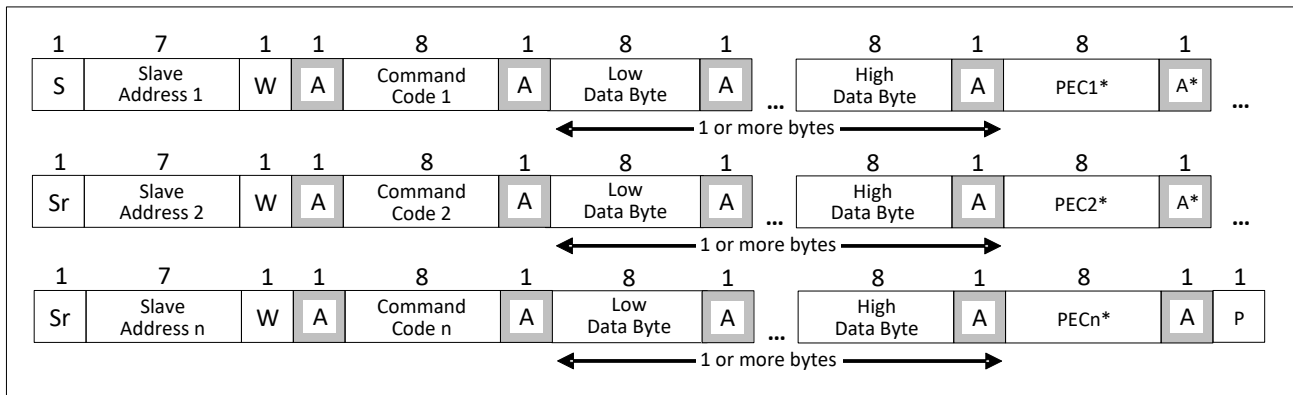 1 7 1 1 8 1 8 1 8 1 8 1
S Slave Address 1 W A Command Code 1 A Low Data Byte A ... High Data Byte A PEC1* A* ...
1 or more bytes
1 7 1 1 8 1 8 1 8 1 8 1
Sr Slave Address 2 W A Command Code 2 A Low Data Byte A ... High Data Byte A PEC2* A* ...
1 or more bytes
1 7 1 1 8 1 8 1 8 1 8 1 1
Sr Slave Address n W A Command Code n A Low Data Byte A ... High Data Byte A PECn* A P
1 or more bytes